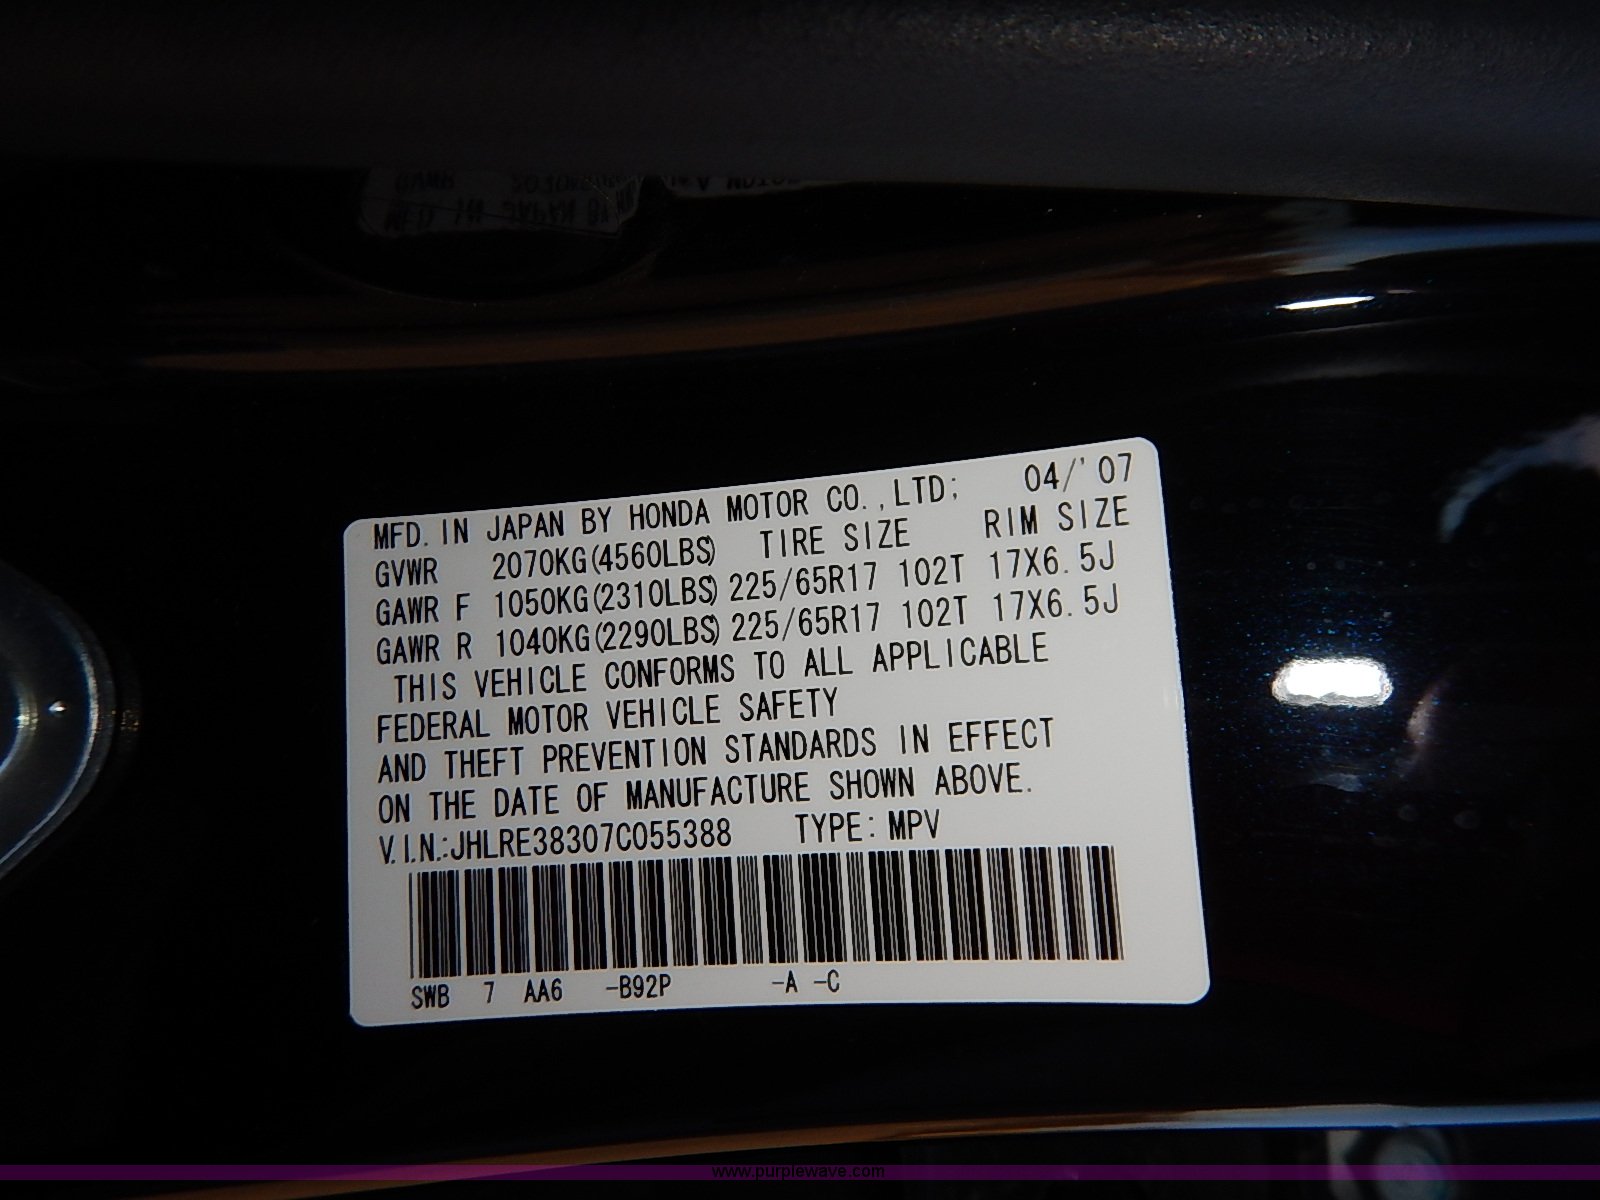 MFD. IN JAPAN BY HONDA MOTOR CO.,LTD; 04/'07
GVWR 2070KG(4560LBS) TIRE SIZE RIM SIZE
GAWR F 1050KG(2310LBS) 225/65R17 102T 17X6.5J
GAWR R 1040KG(2290LBS) 225/65R17 102T 17X6.5J
THIS VEHICLE CONFORMS TO ALL APPLICABLE
FEDERAL MOTOR VEHICLE SAFETY
AND THEFT PREVENTION STANDARDS IN EFFECT
ON THE DATE OF MANUFACTURE SHOWN ABOVE.
V.I.N.:JHLRE38307C055388 TYPE: MPV
SWB 7 AA6 -B92P -A -C
www.purplewave.com